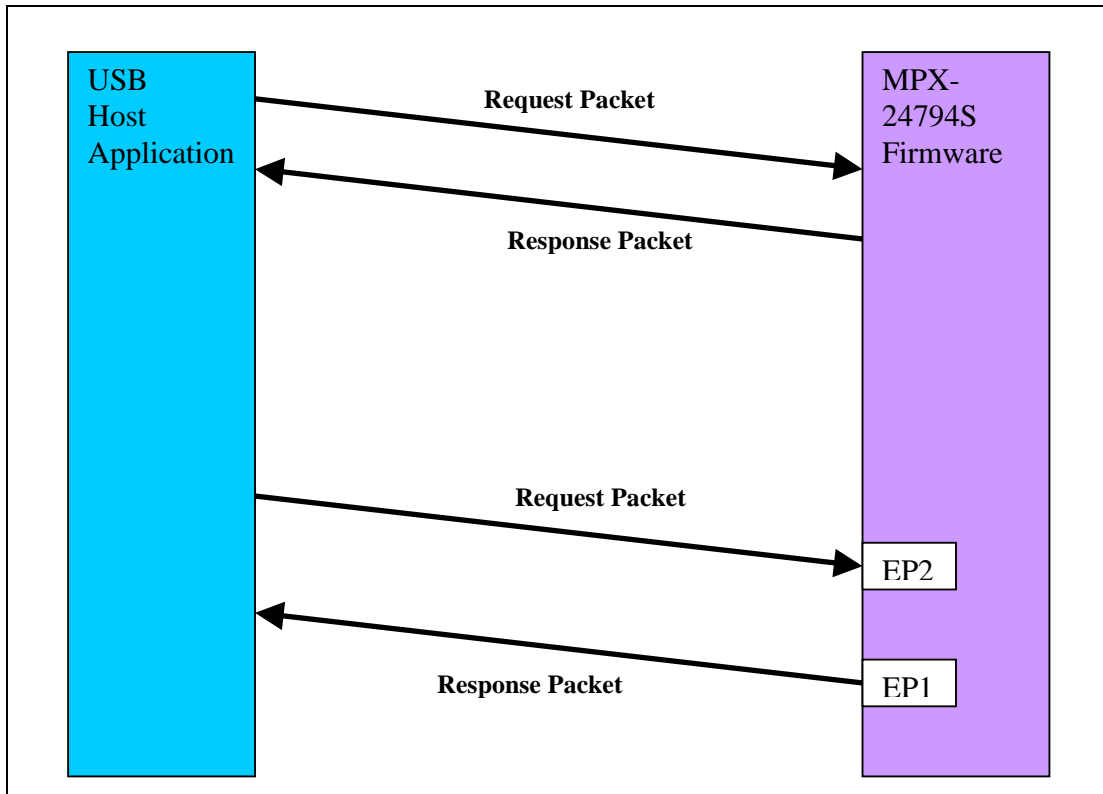 USB
Host
Application
Request Packet
MPX-
24794S
Firmware
Response Packet
Request Packet
EP2
Response Packet
EP1